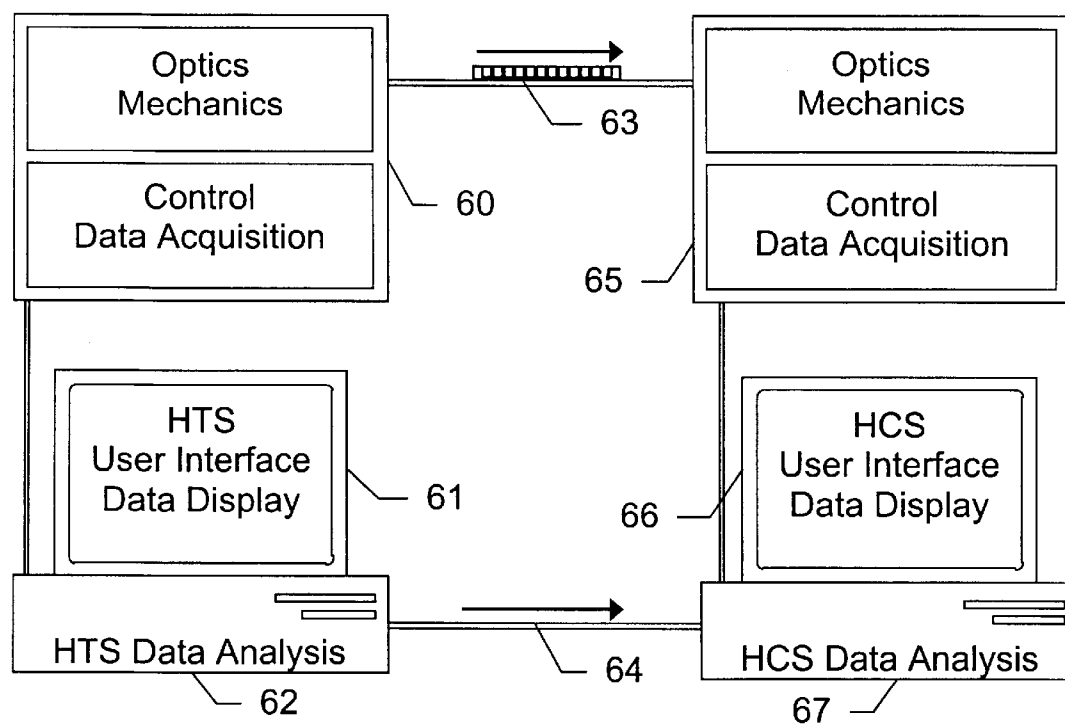 Optics
Mechanics
Control
Data Acquisition
60
63
Optics
Mechanics
Control
Data Acquisition
65
HTS
User Interface
Data Display
61
HCS
User Interface
Data Display
66
HTS Data Analysis
62
64
HCS Data Analysis
67